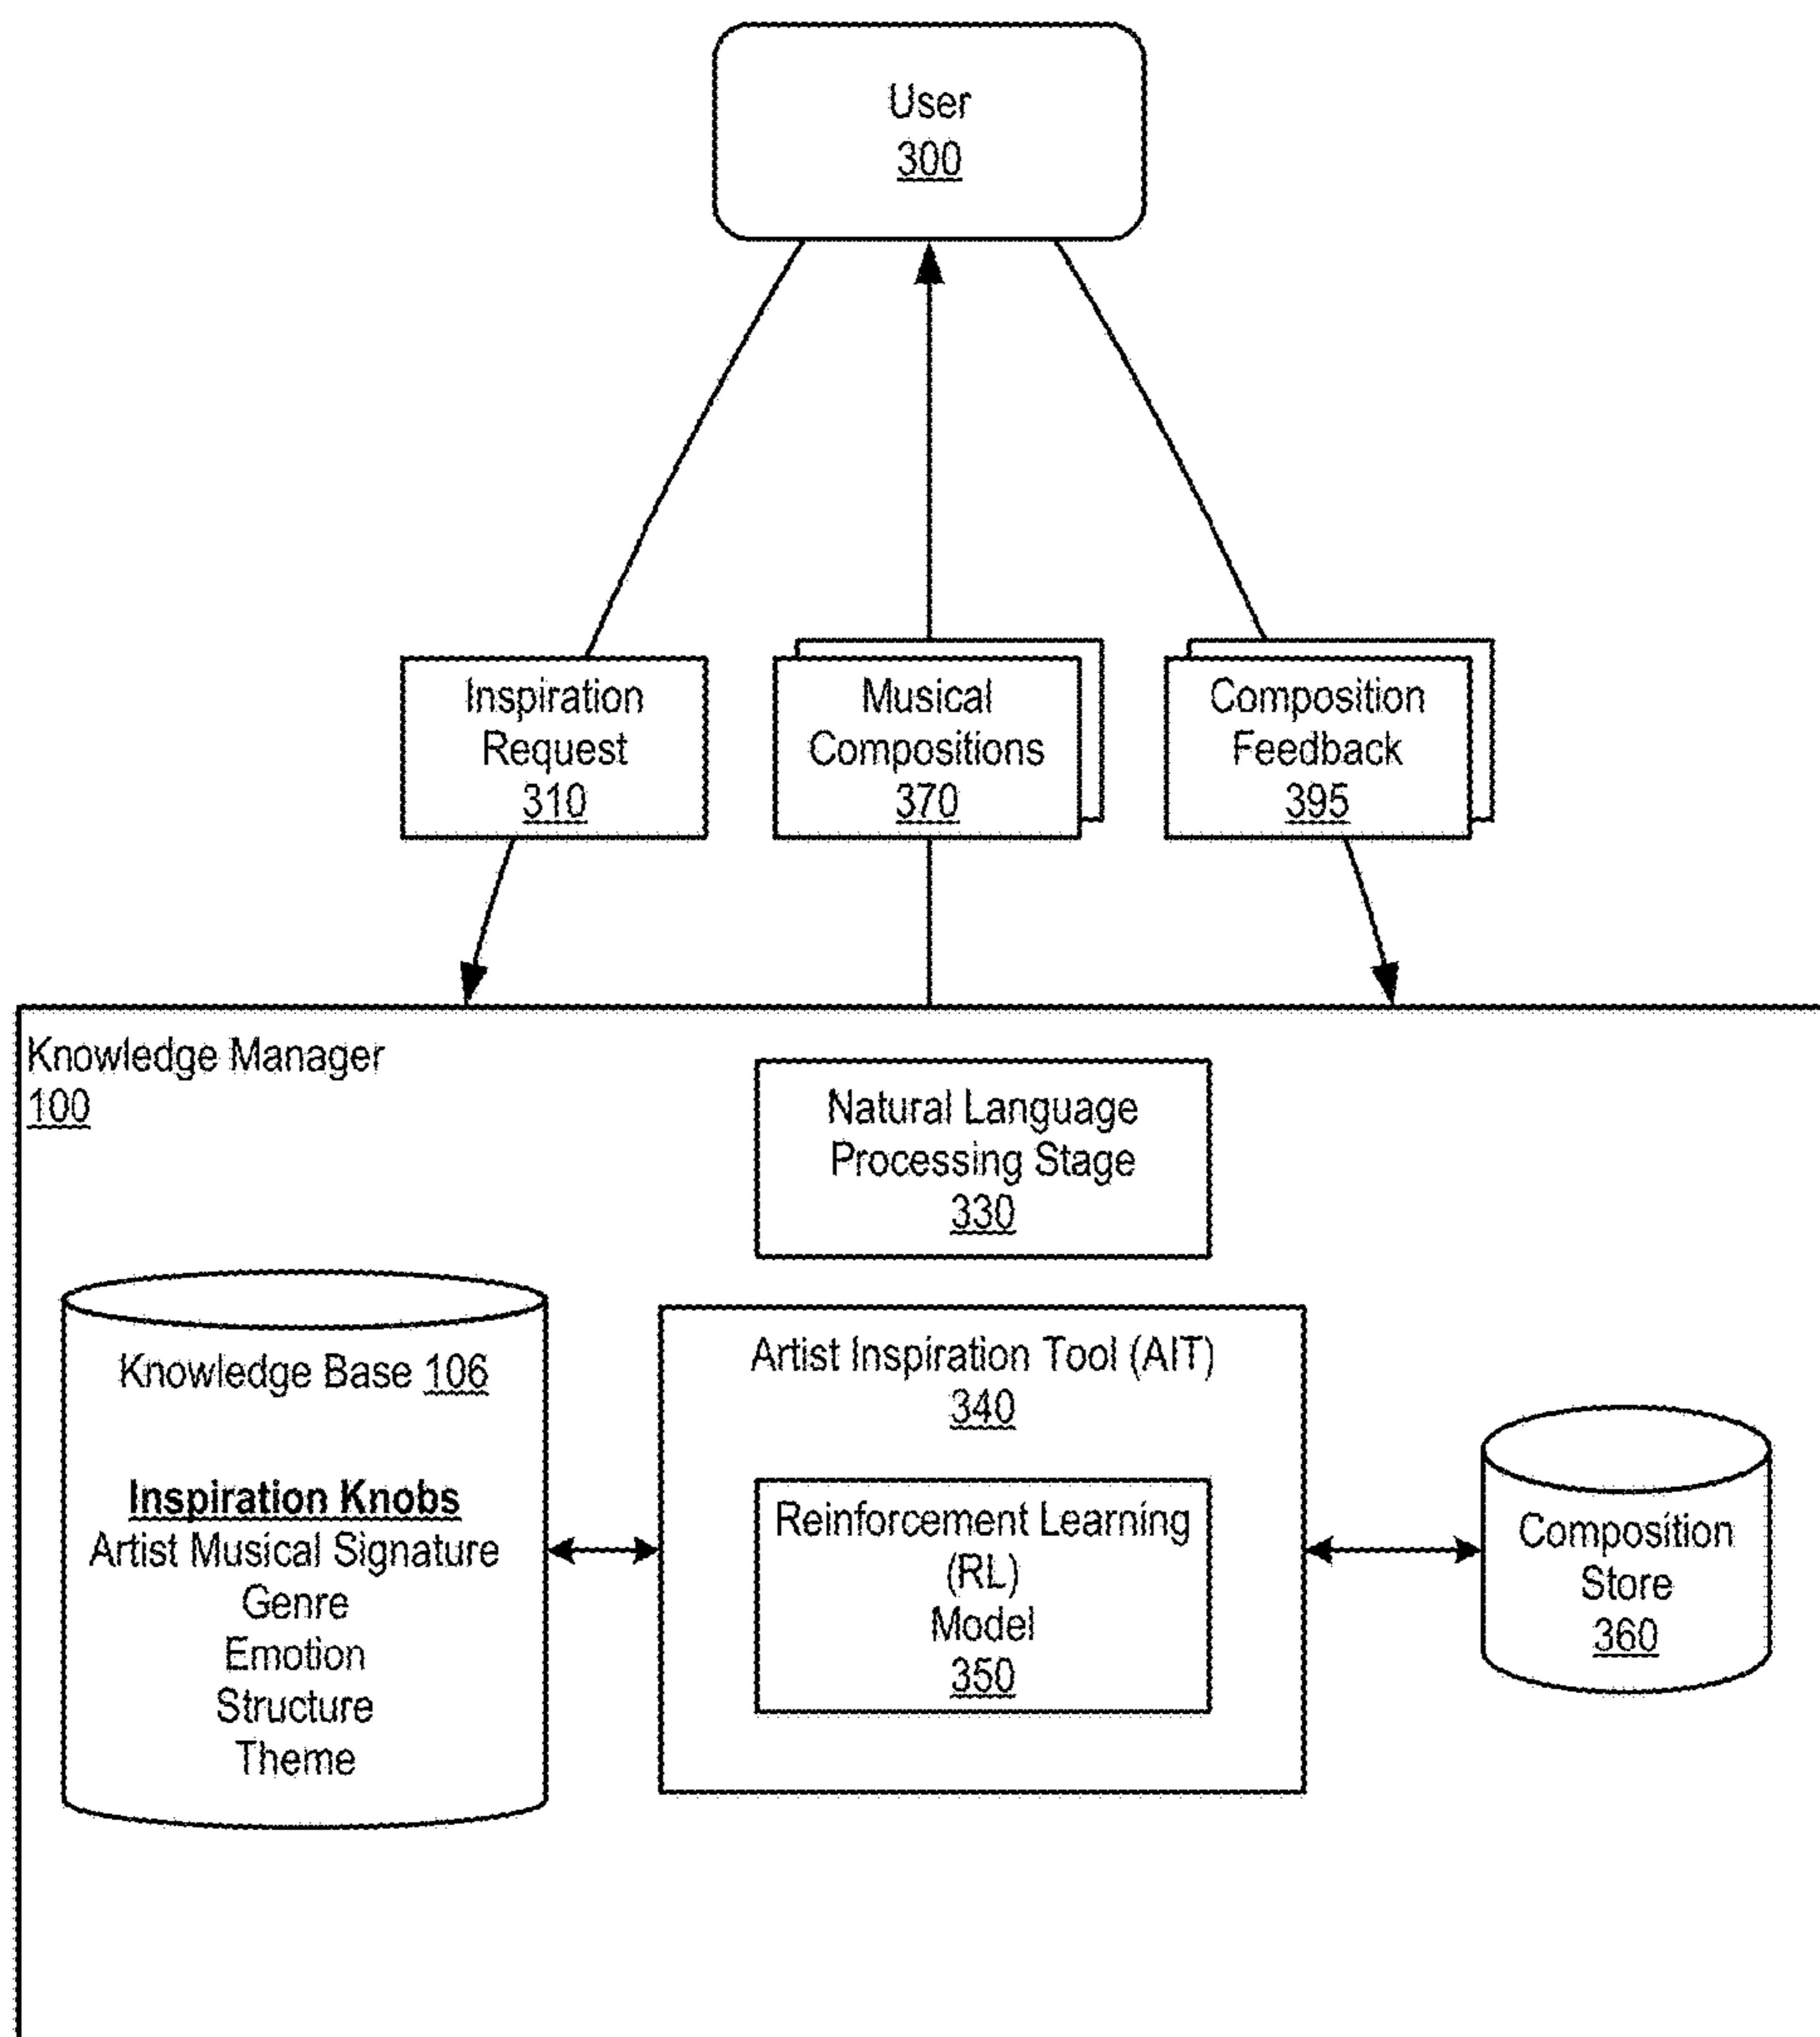 User
300
Inspiration
Request
310
Musical
Compositions
370
Composition
Feedback
395
Knowledge Manager
100
Natural Language
Processing Stage
330
Knowledge Base 106
Inspiration Knobs
Artist Musical Signature
Genre
Emotion
Structure
Theme
Artist Inspiration Tool (AIT)
340
Reinforcement Learning
(RL)
Model
350
Composition
Store
360